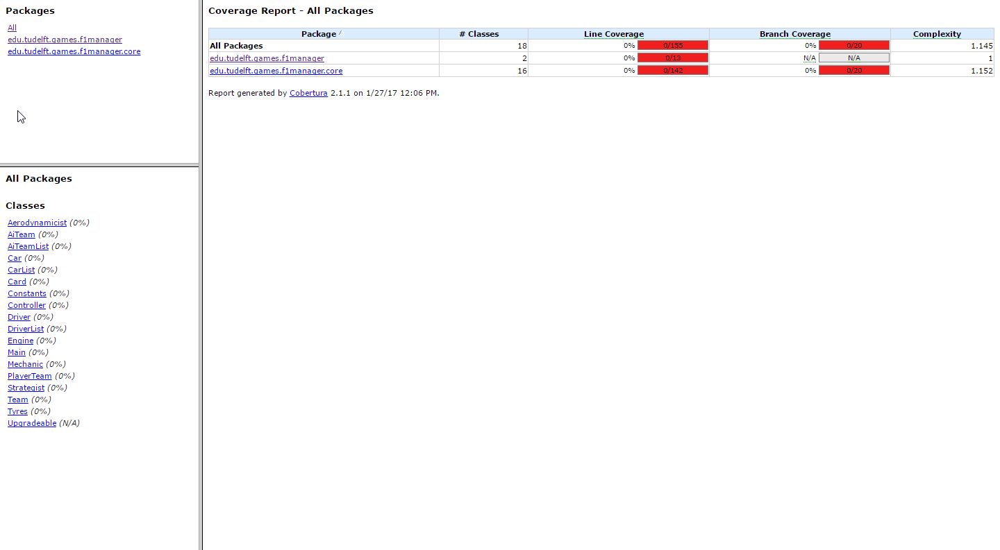 Packages
All
edu.tudelft.games.f1manager
edu.tudelft.games.f1manager.core
All Packages
Classes
Aerodynamicist (0%)
AiTeam (0%)
AiTeamList (0%)
Car (0%)
CarList (0%)
Card (0%)
Constants (0%)
Controller (0%)
Driver (0%)
DriverList (0%)
Engine (0%)
Main (0%)
Mechanic (0%)
PlayerTeam (0%)
Strategist (0%)
Team (0%)
Tyres (0%)
Upgradeable (N/A)
Coverage Report - All Packages
Package # Classes Line Coverage Branch Coverage Complexity
All Packages 18 0% 0/155 0% 0/20 1.145
edu.tudelft.games.f1manager 2 0% 0/13 N/A N/A 1
edu.tudelft.games.f1manager.core 16 0% 0/142 0% 0/20 1.152
Report generated by Cobertura 2.1.1 on 1/27/17 12:06 PM.